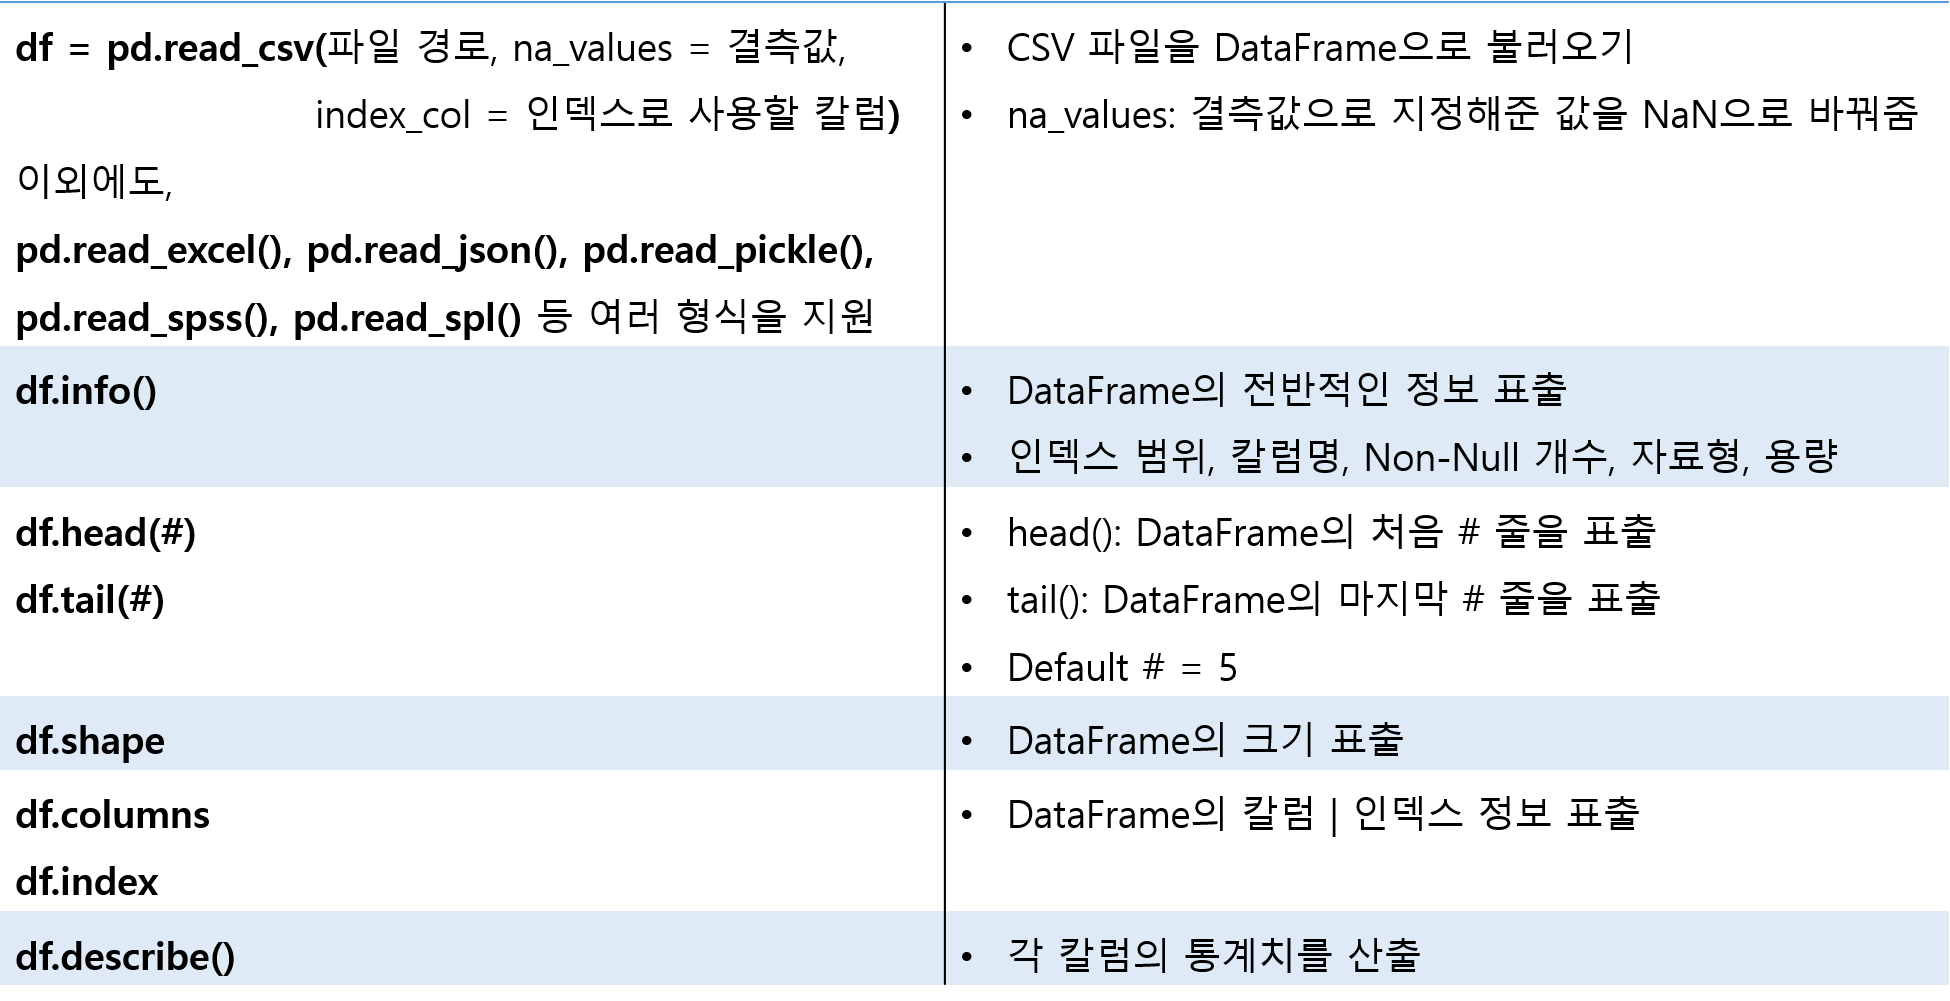 df = pd.read_csv(파일 경로, na_values = 결측값,
index_col = 인덱스로 사용할 칼럼)
이외에도,
pd.read_excel(), pd.read_json(), pd.read_pickle(),
pd.read_spss(), pd.read_spl() 등 여러 형식을 지원
• CSV 파일을 DataFrame으로 불러오기
• na_values: 결측값으로 지정해준 값을 NaN으로 바꿔줌
df.info()
• DataFrame의 전반적인 정보 표출
• 인덱스 범위, 칼럼명, Non-Null 개수, 자료형, 용량
df.head(#)
df.tail(#)
• head(): DataFrame의 처음 # 줄을 표출
• tail(): DataFrame의 마지막 # 줄을 표출
• Default # = 5
df.shape
• DataFrame의 크기 표출
df.columns
df.index
• DataFrame의 칼럼 | 인덱스 정보 표출
df.describe()
• 각 칼럼의 통계치를 산출